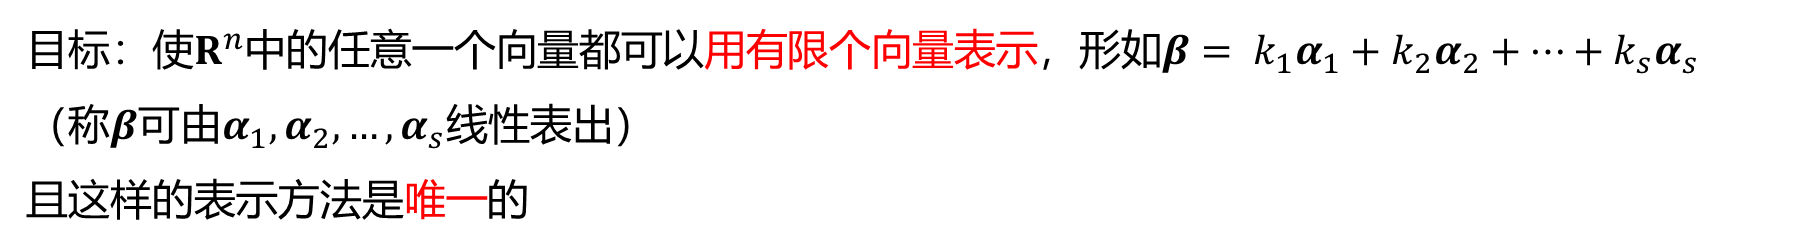 目标：使𝐑ⁿ中的任意一个向量都可以用有限个向量表示，形如𝜷 = 𝑘₁𝜶₁ + 𝑘₂𝜶₂ + ⋯ + 𝑘ₛ𝜶ₛ
（称𝜷可由𝜶₁, 𝜶₂, … , 𝜶ₛ线性表出）
且这样的表示方法是唯一的